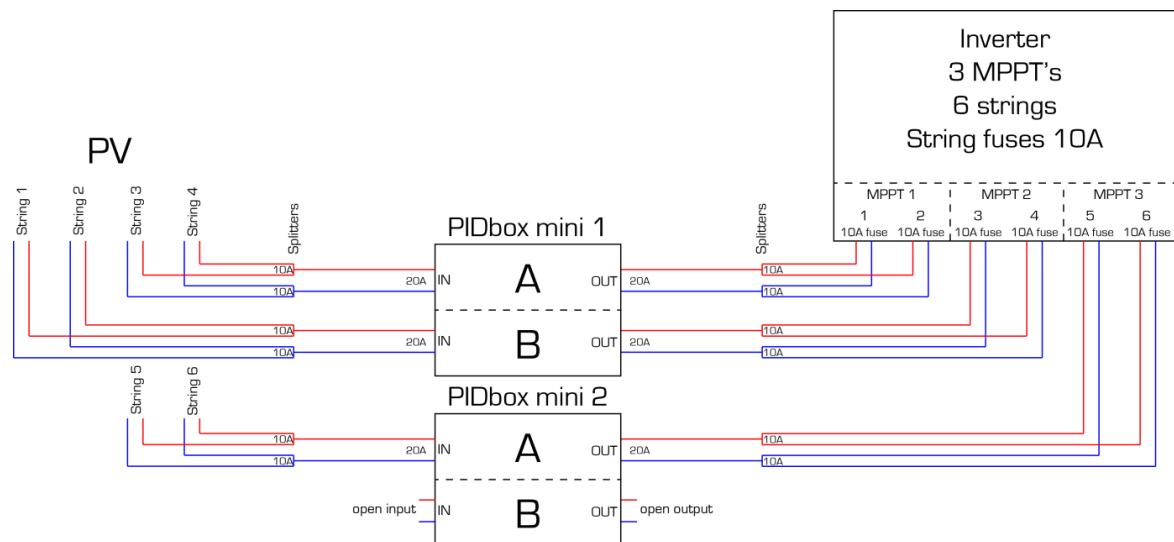 Inverter
3 MPPT's
6 strings
String fuses 10A
PV
String 1
String 2
String 3
String 4
Splitters
PIDbox mini 1
Splitters
MPPT 1
MPPT 2
MPPT 3
1
2
3
4
5
6
10A fuse
10A fuse
10A fuse
10A fuse
10A fuse
10A fuse
10A
10A
20A
IN
A
OUT
20A
10A
10A
10A
10A
20A
IN
B
OUT
20A
10A
10A
String 5
String 6
PIDbox mini 2
10A
10A
20A
IN
A
OUT
20A
10A
10A
open input
IN
B
OUT
open output